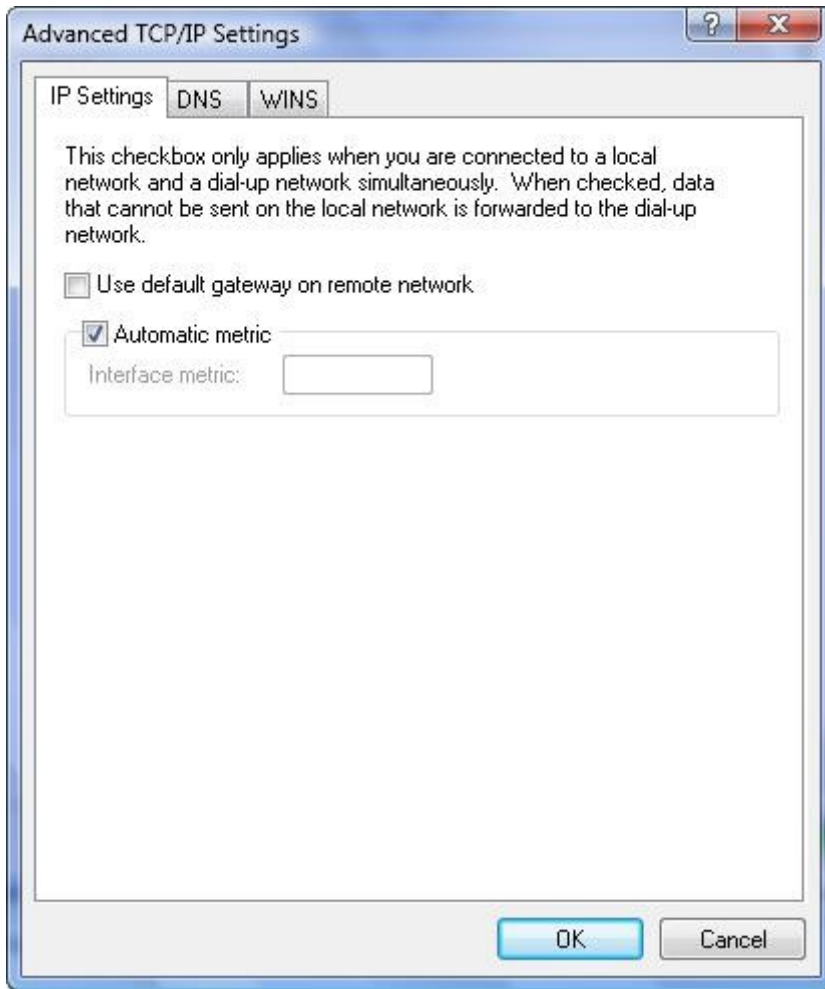 Advanced TCP/IP Settings
?
X
IP Settings
DNS
WINS
This checkbox only applies when you are connected to a local
network and a dial-up network simultaneously.  When checked, data
that cannot be sent on the local network is forwarded to the dial-up
network.
Use default gateway on remote network
Automatic metric
Interface metric:
OK
Cancel